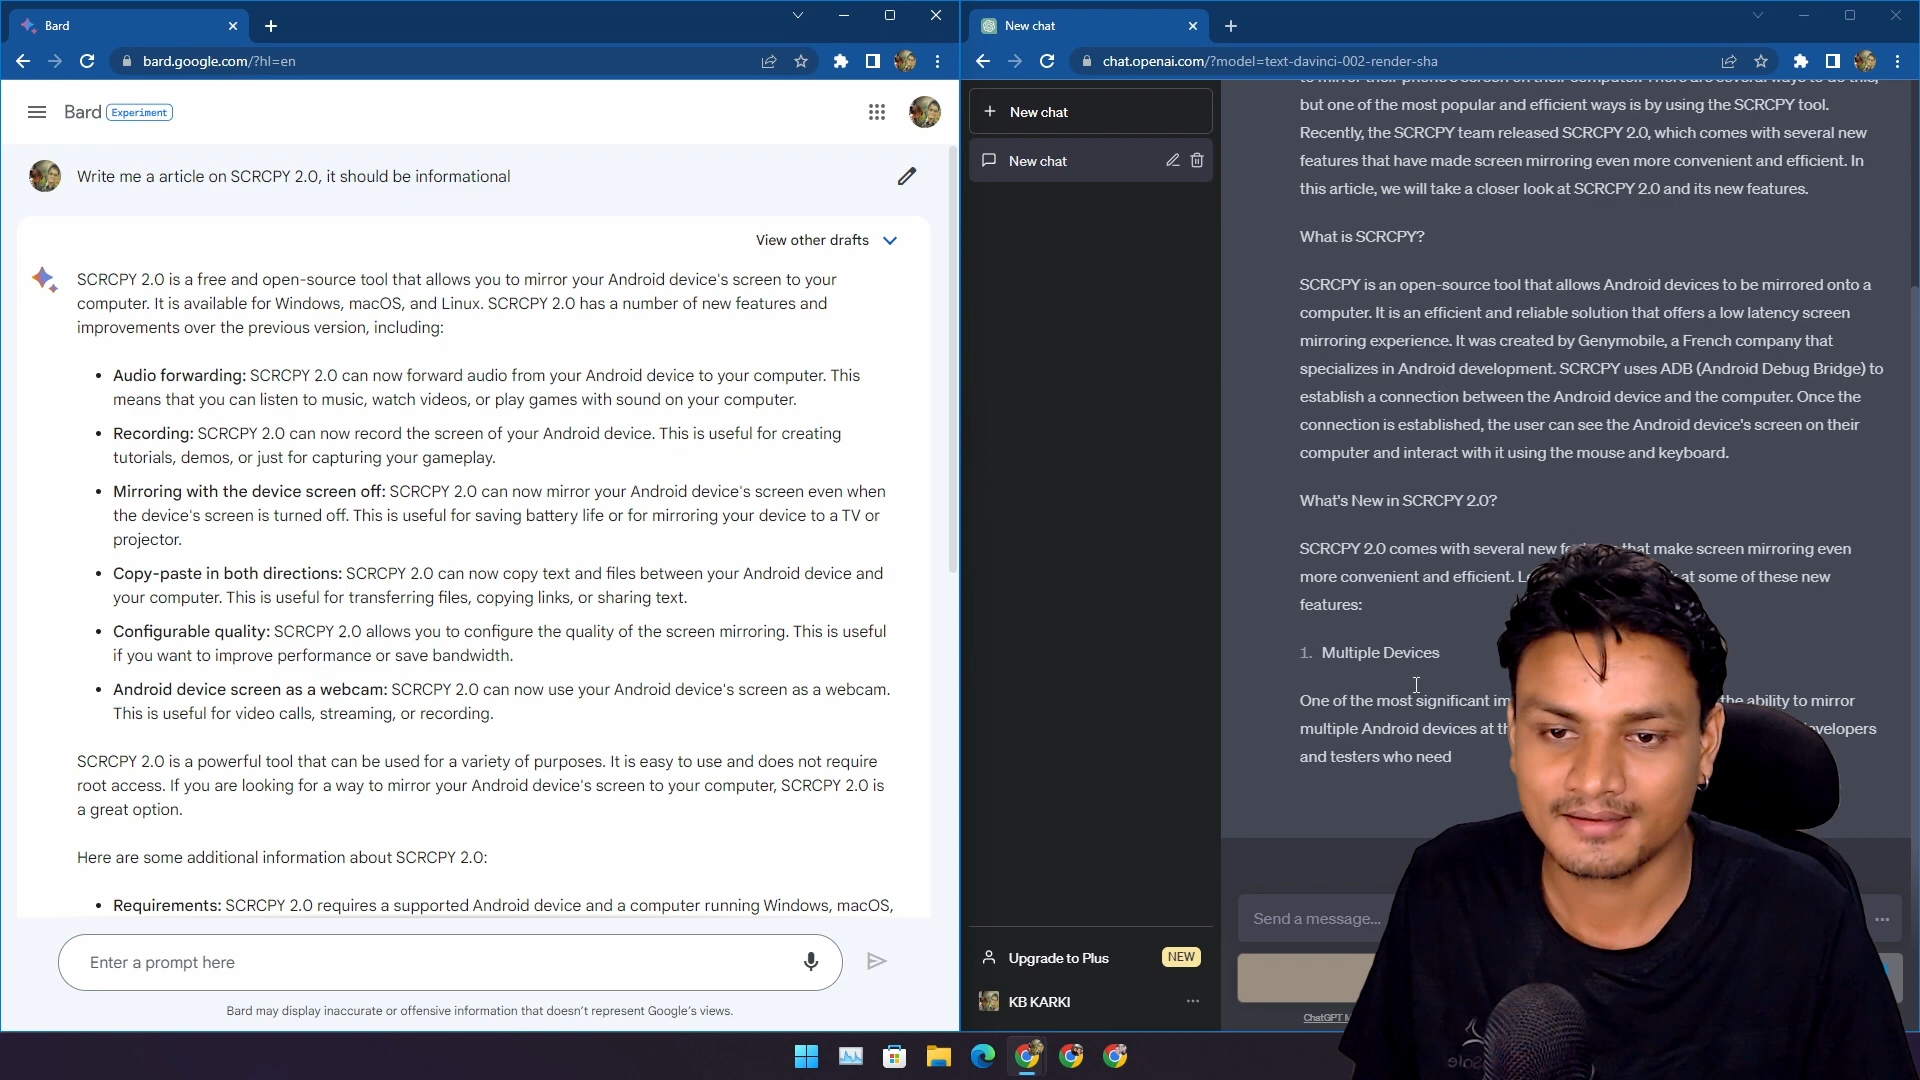 Bard
bard.google.com/?hl=en
Bard Experiment
Write me a article on SCRCPY 2.0, it should be informational
View other drafts
SCRCPY 2.0 is a free and open-source tool that allows you to mirror your Android device's screen to your
computer. It is available for Windows, macOS, and Linux. SCRCPY 2.0 has a number of new features and
improvements over the previous version, including:
• Audio forwarding: SCRCPY 2.0 can now forward audio from your Android device to your computer. This
means that you can listen to music, watch videos, or play games with sound on your computer.
• Recording: SCRCPY 2.0 can now record the screen of your Android device. This is useful for creating
tutorials, demos, or just for capturing your gameplay.
• Mirroring with the device screen off: SCRCPY 2.0 can now mirror your Android device's screen even when
the device's screen is turned off. This is useful for saving battery life or for mirroring your device to a TV or
projector.
• Copy-paste in both directions: SCRCPY 2.0 can now copy text and files between your Android device and
your computer. This is useful for transferring files, copying links, or sharing text.
• Configurable quality: SCRCPY 2.0 allows you to configure the quality of the screen mirroring. This is useful
if you want to improve performance or save bandwidth.
• Android device screen as a webcam: SCRCPY 2.0 can now use your Android device's screen as a webcam.
This is useful for video calls, streaming, or recording.
SCRCPY 2.0 is a powerful tool that can be used for a variety of purposes. It is easy to use and does not require
root access. If you are looking for a way to mirror your Android device's screen to your computer, SCRCPY 2.0 is
a great option.
Here are some additional information about SCRCPY 2.0:
• Requirements: SCRCPY 2.0 requires a supported Android device and a computer running Windows, macOS,
Enter a prompt here
Bard may display inaccurate or offensive information that doesn't represent Google's views.
New chat
chat.openai.com/?model=text-davinci-002-render-sha
+ New chat
New chat
Upgrade to Plus NEW
KB KARKI
to mirror their phone's screen on their computer. There are several ways to do this,
but one of the most popular and efficient ways is by using the SCRCPY tool.
Recently, the SCRCPY team released SCRCPY 2.0, which comes with several new
features that have made screen mirroring even more convenient and efficient. In
this article, we will take a closer look at SCRCPY 2.0 and its new features.
What is SCRCPY?
SCRCPY is an open-source tool that allows Android devices to be mirrored onto a
computer. It is an efficient and reliable solution that offers a low latency screen
mirroring experience. It was created by Genymobile, a French company that
specializes in Android development. SCRCPY uses ADB (Android Debug Bridge) to
establish a connection between the Android device and the computer. Once the
connection is established, the user can see the Android device's screen on their
computer and interact with it using the mouse and keyboard.
What's New in SCRCPY 2.0?
SCRCPY 2.0 comes with several new that make screen mirroring even
more convenient and efficient. at some of these new
features:
1. Multiple Devices
One of the most significant the ability to mirror
multiple Android devices at
and testers who need
Send a message...
ChatGPT